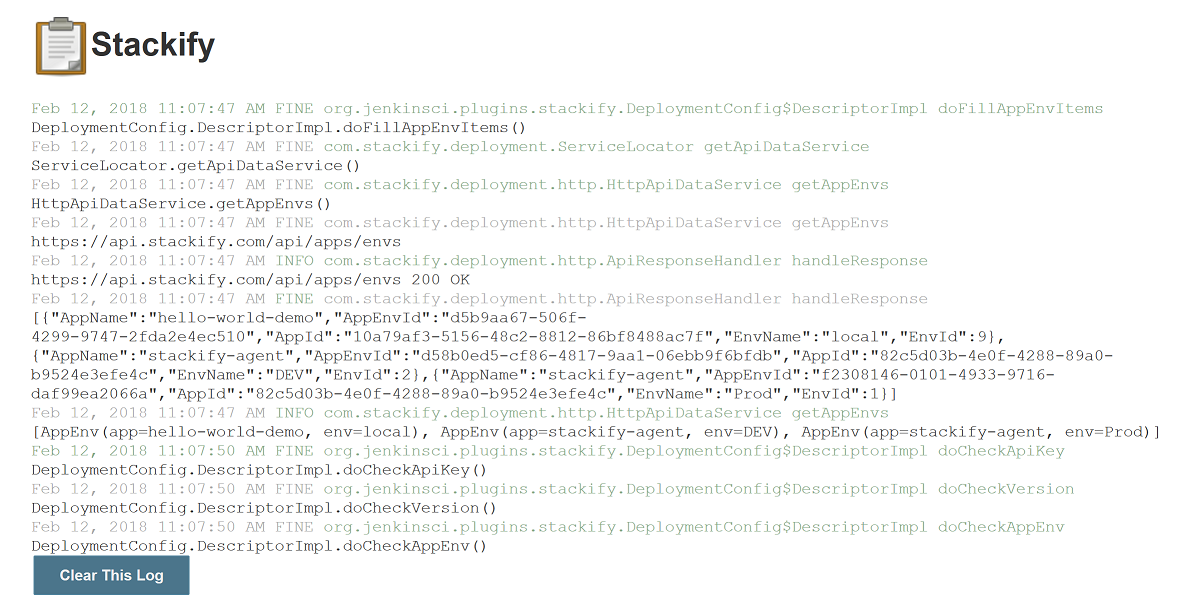 Stackify
Feb 12, 2018 11:07:47 AM FINE org.jenkinsci.plugins.stackify.DeploymentConfig$DescriptorImpl doFillAppEnvItems
DeploymentConfig.DescriptorImpl.doFillAppEnvItems()
Feb 12, 2018 11:07:47 AM FINE com.stackify.deployment.ServiceLocator getApiDataService
ServiceLocator.getApiDataService()
Feb 12, 2018 11:07:47 AM FINE com.stackify.deployment.http.HttpApiDataService getAppEnvs
HttpApiDataService.getAppEnvs()
Feb 12, 2018 11:07:47 AM FINE com.stackify.deployment.http.HttpApiDataService getAppEnvs
https://api.stackify.com/api/apps/envs
Feb 12, 2018 11:07:47 AM INFO com.stackify.deployment.http.ApiResponseHandler handleResponse
https://api.stackify.com/api/apps/envs 200 OK
Feb 12, 2018 11:07:47 AM FINE com.stackify.deployment.http.ApiResponseHandler handleResponse
[{"AppName":"hello-world-demo","AppEnvId":"d5b9aa67-506f-
4299-9747-2fda2e4ec510","AppId":"10a79af3-5156-48c2-8812-86bf8488ac7f","EnvName":"local","EnvId":9},
{"AppName":"stackify-agent","AppEnvId":"d58b0ed5-cf86-4817-9aa1-06ebb9f6bfdb","AppId":"82c5d03b-4e0f-4288-89a0-
b9524e3efe4c","EnvName":"DEV","EnvId":2},{"AppName":"stackify-agent","AppEnvId":"f2308146-0101-4933-9716-
daf99ea2066a","AppId":"82c5d03b-4e0f-4288-89a0-b9524e3efe4c","EnvName":"Prod","EnvId":1}]
Feb 12, 2018 11:07:47 AM INFO com.stackify.deployment.http.HttpApiDataService getAppEnvs
[AppEnv(app=hello-world-demo, env=local), AppEnv(app=stackify-agent, env=DEV), AppEnv(app=stackify-agent, env=Prod)]
Feb 12, 2018 11:07:50 AM FINE org.jenkinsci.plugins.stackify.DeploymentConfig$DescriptorImpl doCheckApiKey
DeploymentConfig.DescriptorImpl.doCheckApiKey()
Feb 12, 2018 11:07:50 AM FINE org.jenkinsci.plugins.stackify.DeploymentConfig$DescriptorImpl doCheckVersion
DeploymentConfig.DescriptorImpl.doCheckVersion()
Feb 12, 2018 11:07:50 AM FINE org.jenkinsci.plugins.stackify.DeploymentConfig$DescriptorImpl doCheckAppEnv
DeploymentConfig.DescriptorImpl.doCheckAppEnv()
Clear This Log